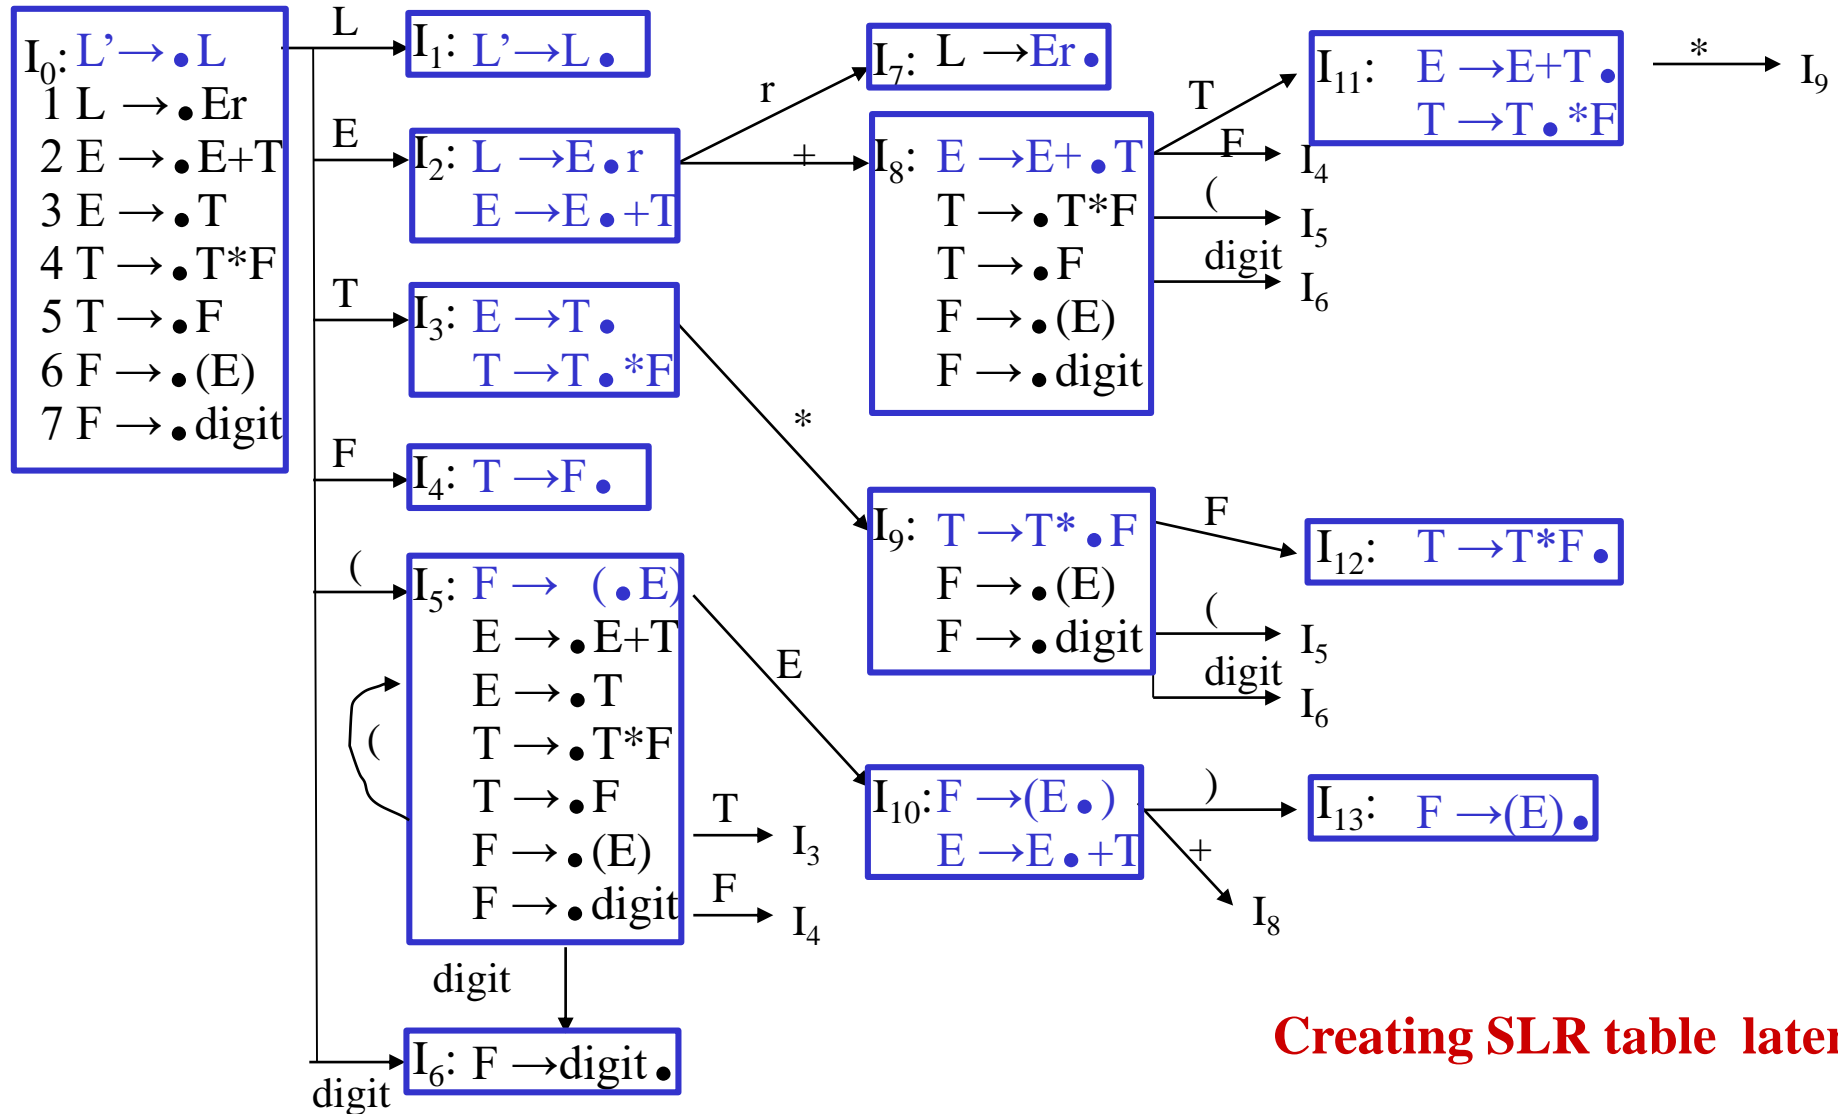 I0: L’→.L
1 L →.Er
2 E →.E+T
3 E →.T
4 T →.T*F
5 T →.F
6 F →.(E)
7 F →.digit
L
I1: L’→L.
E
I2: L →E.r
E →E.+T
T
I3: E →T.
T →T.*F
F
I4: T →F.
(
I5: F → (.E)
E →.E+T
E →.T
T →.T*F
T →.F
F →.(E)
F →.digit
(
T
I3
F
I4
digit
digit
I6: F →digit.
r
I7: L →Er.
+
I8: E →E+.T
T →.T*F
T →.F
F →.(E)
F →.digit
T
F
I4
(
I5
digit
I6
*
I9: T →T*.F
F →.(E)
F →.digit
F
(
I5
digit
I6
E
I10: F →(E.)
E →E.+T
)
+
I8
I11: E →E+T.
T →T.*F
*
I9
I12: T →T*F.
I13: F →(E).
Creating SLR table later